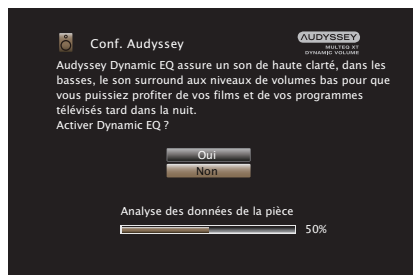 Conf. Audyssey
AUDYSSEY
MULTEQ XT
DYNAMIC VOLUME
Audyssey Dynamic EQ assure un son de haute clarté, dans les
basses, le son surround aux niveaux de volumes bas pour que
vous puissiez profiter de vos films et de vos programmes
télévisés tard dans la nuit.
Activer Dynamic EQ ?
Oui
Non
Analyse des données de la pièce
50%